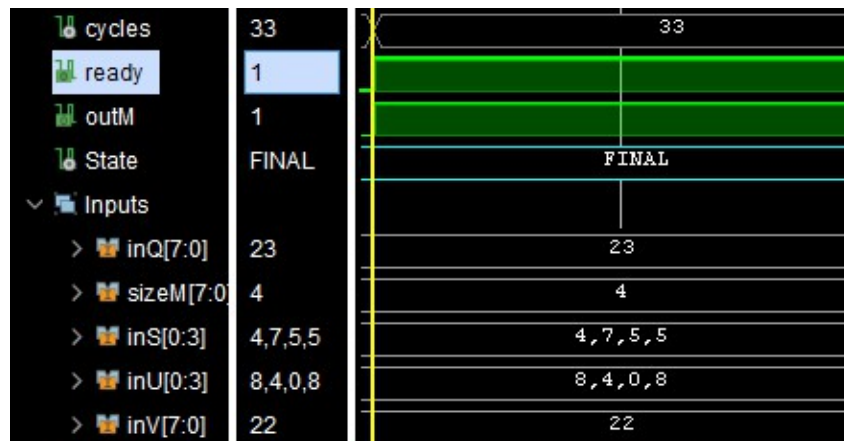 cycles 33 33
ready 1
outM 1
State FINAL FINAL
Inputs
inQ[7:0] 23 23
sizeM[7:0] 4 4
inS[0:3] 4,7,5,5 4,7,5,5
inU[0:3] 8,4,0,8 8,4,0,8
inV[7:0] 22 22